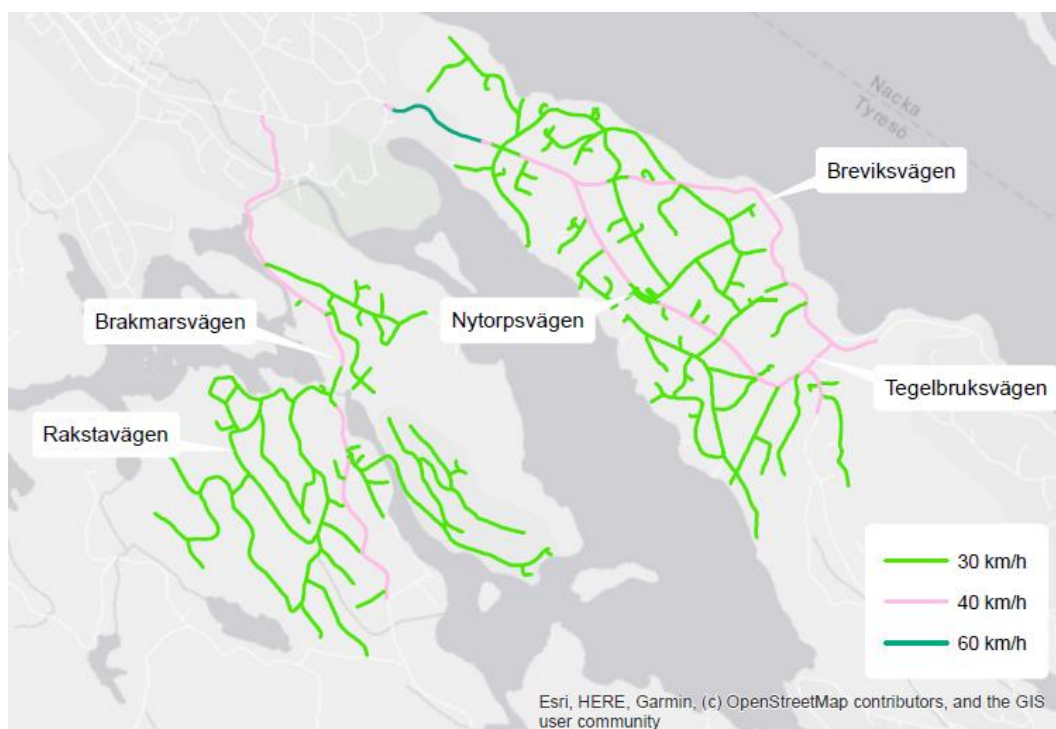 Nacka
Tyresö
Breviksvägen
Brakmarsvägen
Nytorpsvägen
Tegelbruksvägen
Rakstavägen
30 km/h
40 km/h
60 km/h
Esri, HERE, Garmin, (c) OpenStreetMap contributors, and the GIS
user community